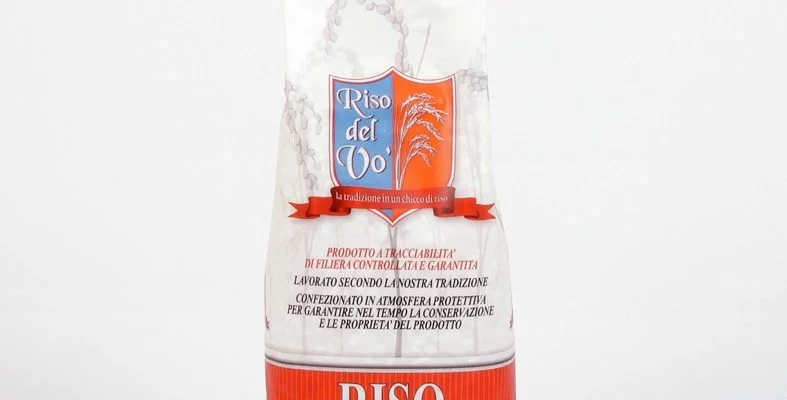 Riso
del
Vo'
la tradizione in un chicco di riso
PRODOTTO A TRACCIABILITA'
DI FILIERA CONTROLLATA E GARANTITA
LAVORATO SECONDO LA NOSTRA TRADIZIONE
CONFEZIONATO IN ATMOSFERA PROTETTIVA
PER GARANTIRE NEL TEMPO LA CONSERVAZIONE
E LE PROPRIETA' DEL PRODOTTO
RISO